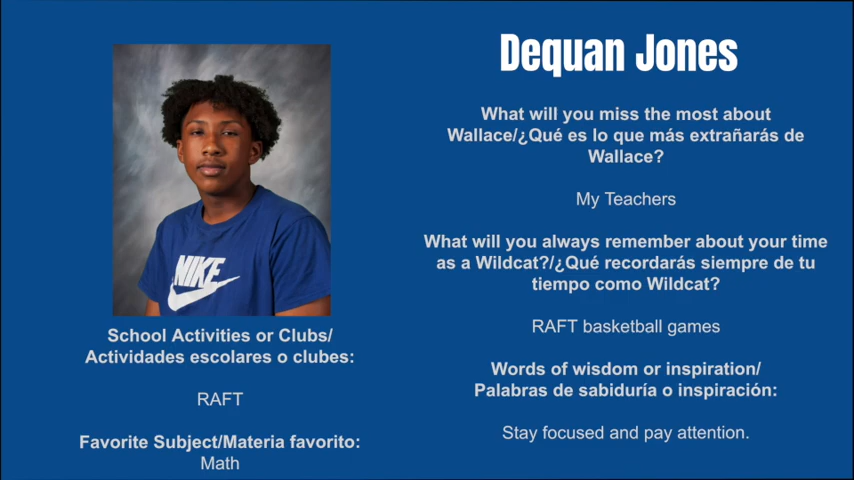 Dequan Jones
What will you miss the most about
Wallace/¿Qué es lo que más extrañarás de
Wallace?
My Teachers
What will you always remember about your time
as a Wildcat?/¿Qué recordarás siempre de tu
tiempo como Wildcat?
RAFT basketball games
Words of wisdom or inspiration/
Palabras de sabiduría o inspiración:
Stay focused and pay attention.
NIKE
School Activities or Clubs/
Actividades escolares o clubes:
RAFT
Favorite Subject/Materia favorito:
Math